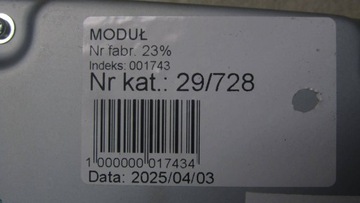 MODUŁ
Nr fabr. 23%
Indeks: 001743
Nr kat.: 29/728
1 000000 017434
Data: 2025/04/03